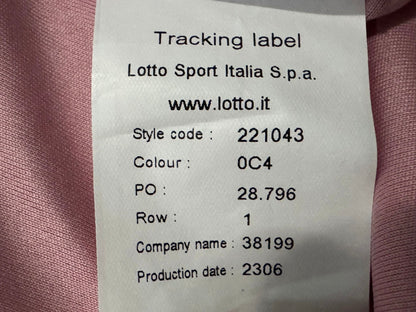 Tracking label
Lotto Sport Italia S.p.a.
www.lotto.it
Style code : 221043
Colour : 0C4
PO : 28.796
Row : 1
Company name : 38199
Production date : 2306